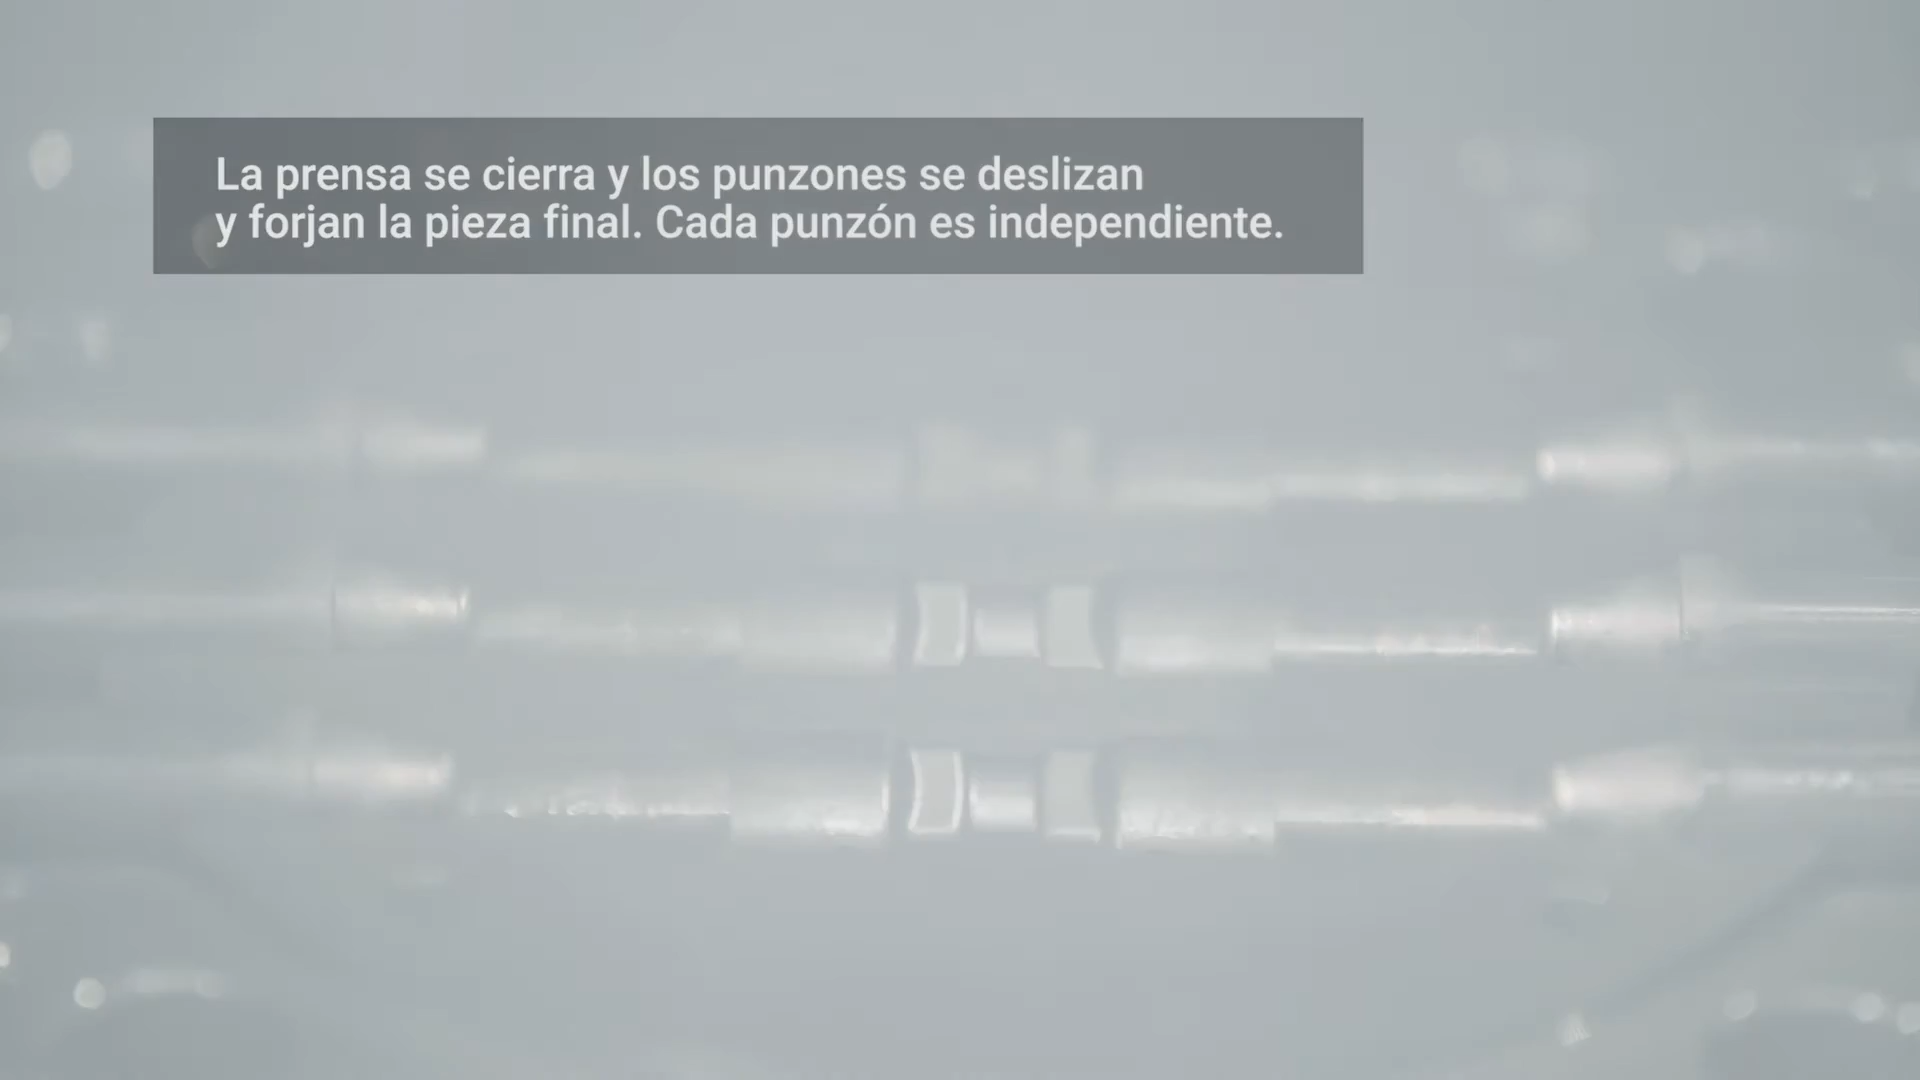 La prensa se cierra y los punzones se deslizan
y forjan la pieza final. Cada punzón es independiente.